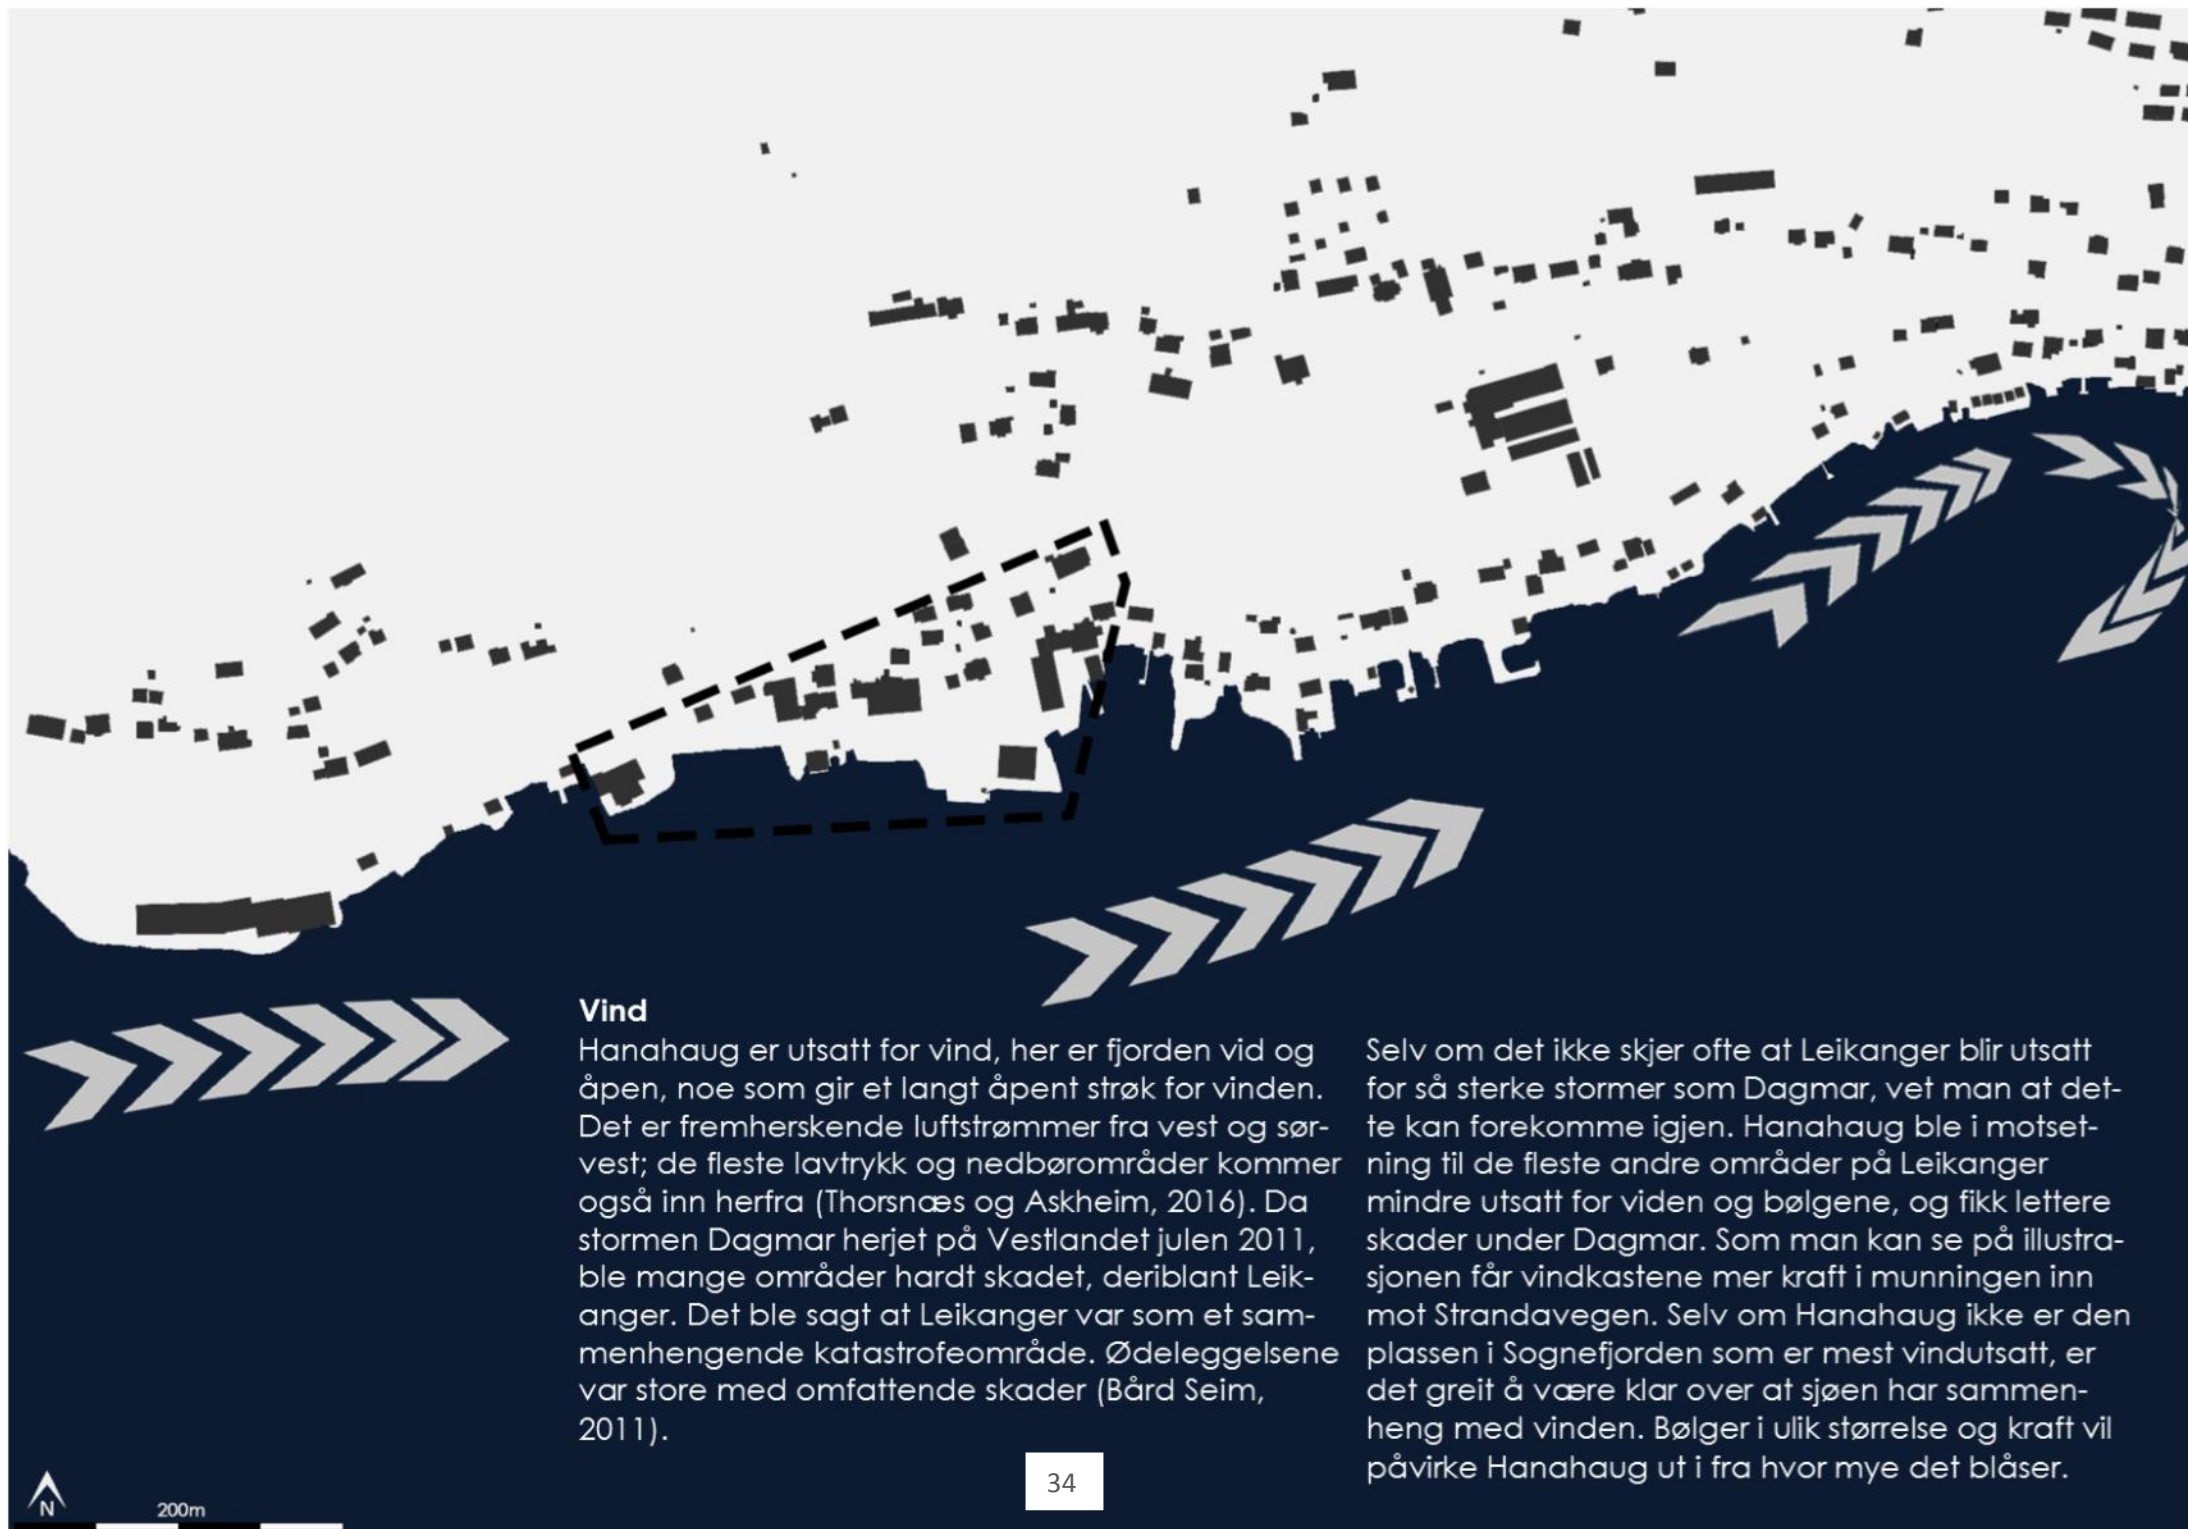 Vind
Hanahaug er utsatt for vind, her er fjorden vid og
åpen, noe som gir et langt åpent strøk for vinden.
Det er fremherskende luftstrømmer fra vest og sør-
vest; de fleste lavtrykk og nedbørområder kommer
også inn herfra (Thorsnæs og Askheim, 2016). Da
stormen Dagmar herjet på Vestlandet julen 2011,
ble mange områder hardt skadet, deriblant Leik-
anger. Det ble sagt at Leikanger var som et sam-
menhengende katastrofeområde. Ødeleggelsene
var store med omfattende skader (Bård Seim,
2011).
Selv om det ikke skjer ofte at Leikanger blir utsatt
for så sterke stormer som Dagmar, vet man at det-
te kan forekomme igjen. Hanahaug ble i motset-
ning til de fleste andre områder på Leikanger
mindre utsatt for viden og bølgene, og fikk lettere
skader under Dagmar. Som man kan se på illustra-
sjonen får vindkastene mer kraft i munningen inn
mot Strandavegen. Selv om Hanahaug ikke er den
plassen i Sognefjorden som er mest vindutsatt, er
det greit å være klar over at sjøen har sammen-
heng med vinden. Bølger i ulik størrelse og kraft vil
påvirke Hanahaug ut i fra hvor mye det blåser.
34
N
200m